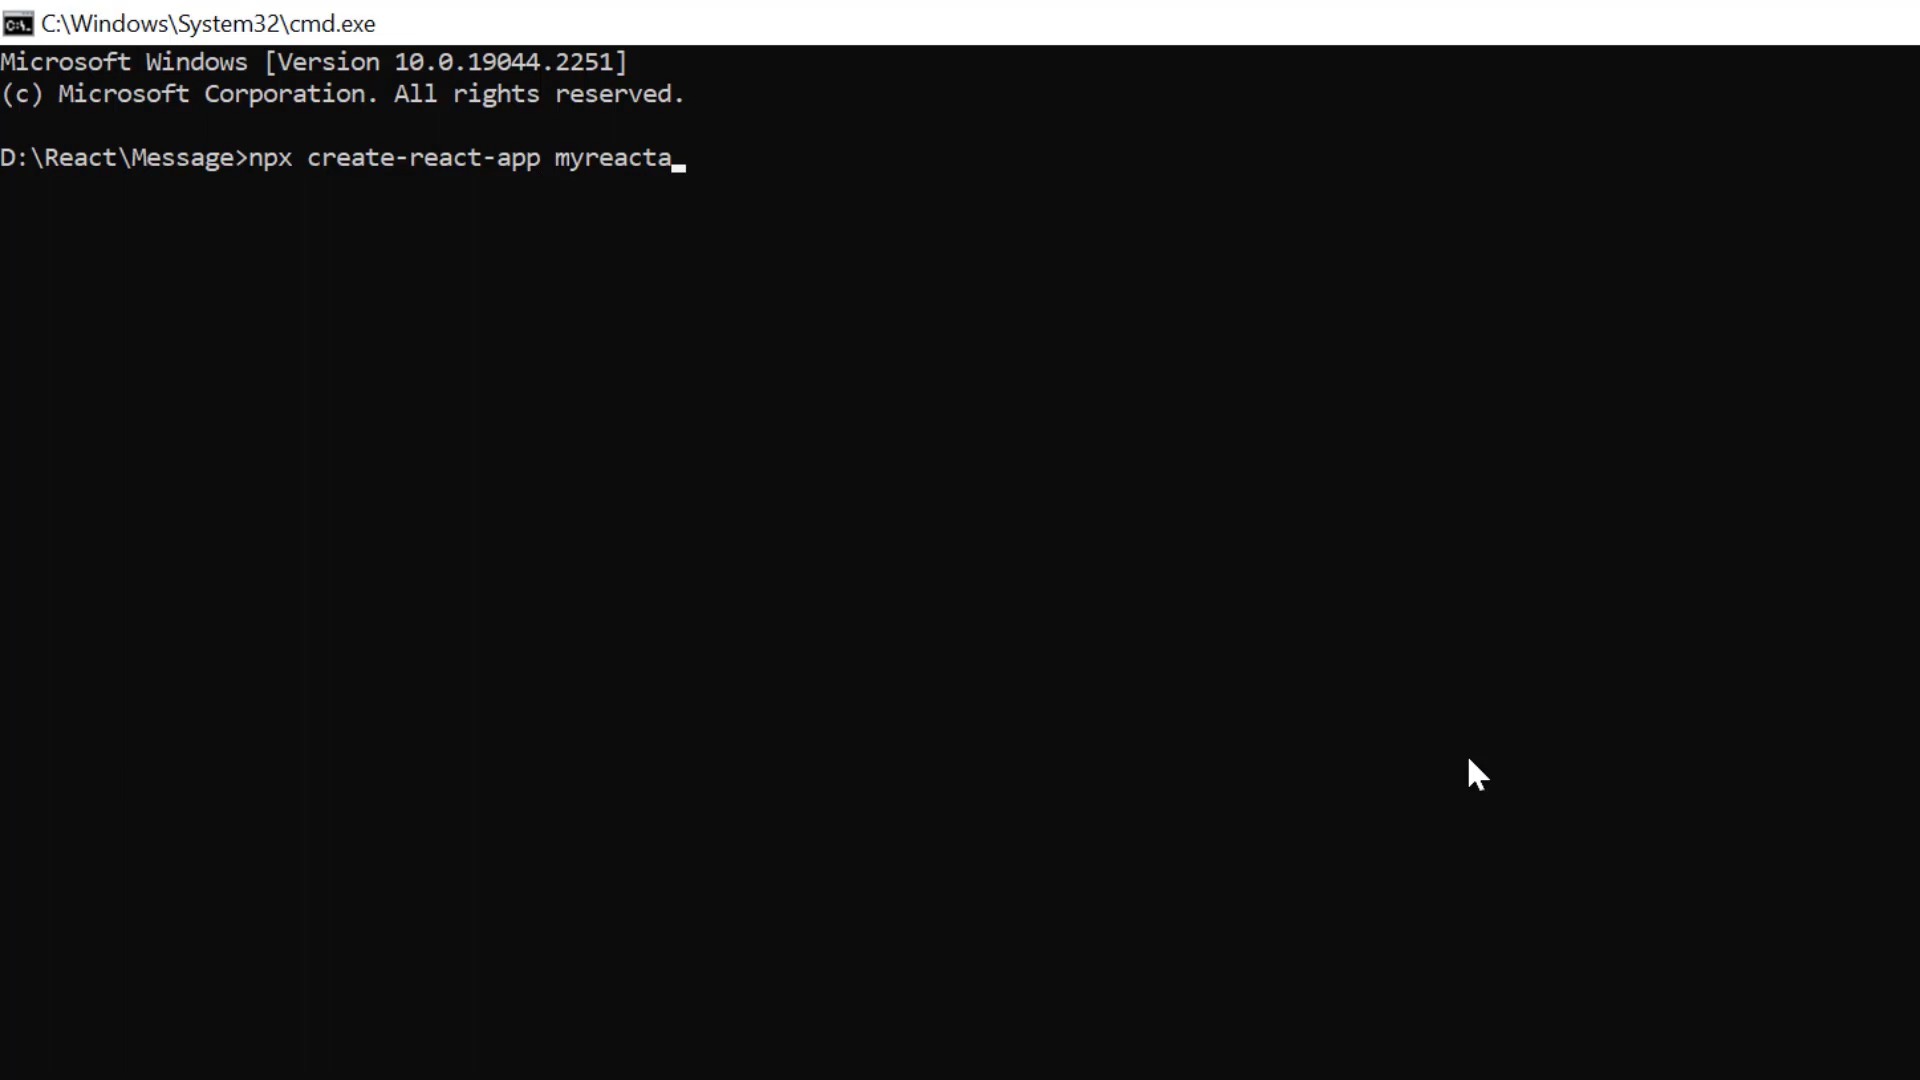 C:\Windows\System32\cmd.exe
Microsoft Windows [Version 10.0.19044.2251]
(c) Microsoft Corporation. All rights reserved.
D:\React\Message>npx create-react-app myreacta